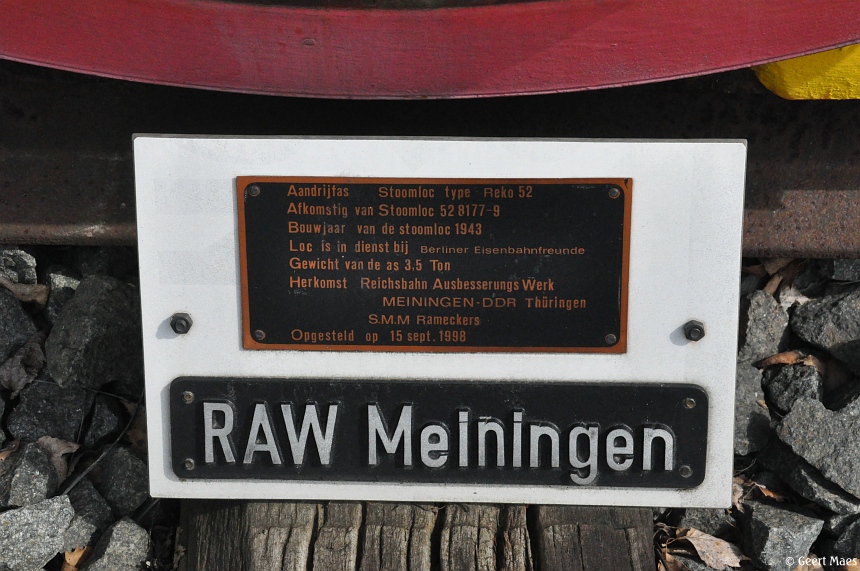 Aandrijfas Stoomloc type Reko 52
Afkomstig van Stoomloc 52 8177-9
Bouwjaar van de stoomloc 1943
Loc is in dienst bij Berliner Eisenbahnfreunde
Gewicht van de as 3.5 Ton
Herkomst Reichsbahn Ausbesserungs Werk
MEININGEN-DDR Thüringen
S.M.M Rameckers
Opgesteld op 15 sept. 1998
RAW Meiningen
© Geert Maes